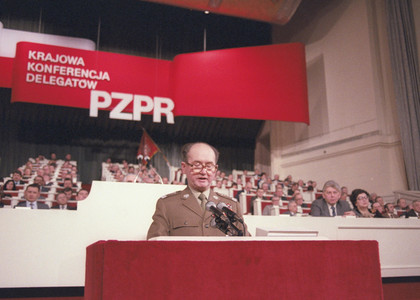 KRAJOWA
KONFERENCJA
DELEGATÓW
PZPR